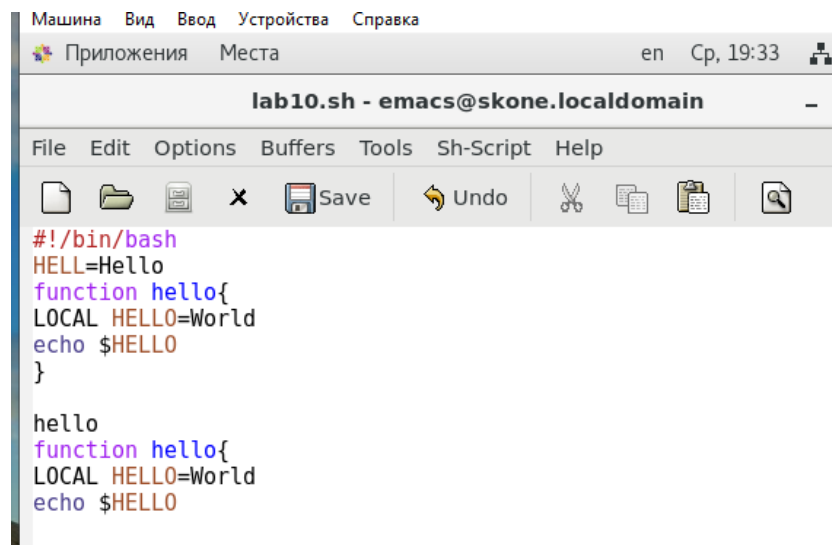 Машина Вид Ввод Устройства Справка
Приложения Места en Ср, 19:33
lab10.sh - emacs@skone.localdomain
File Edit Options Buffers Tools Sh-Script Help
Save Undo
#!/bin/bash
HELL=Hello
function hello{
LOCAL HELLO=World
echo $HELLO
}
hello
function hello{
LOCAL HELLO=World
echo $HELLO